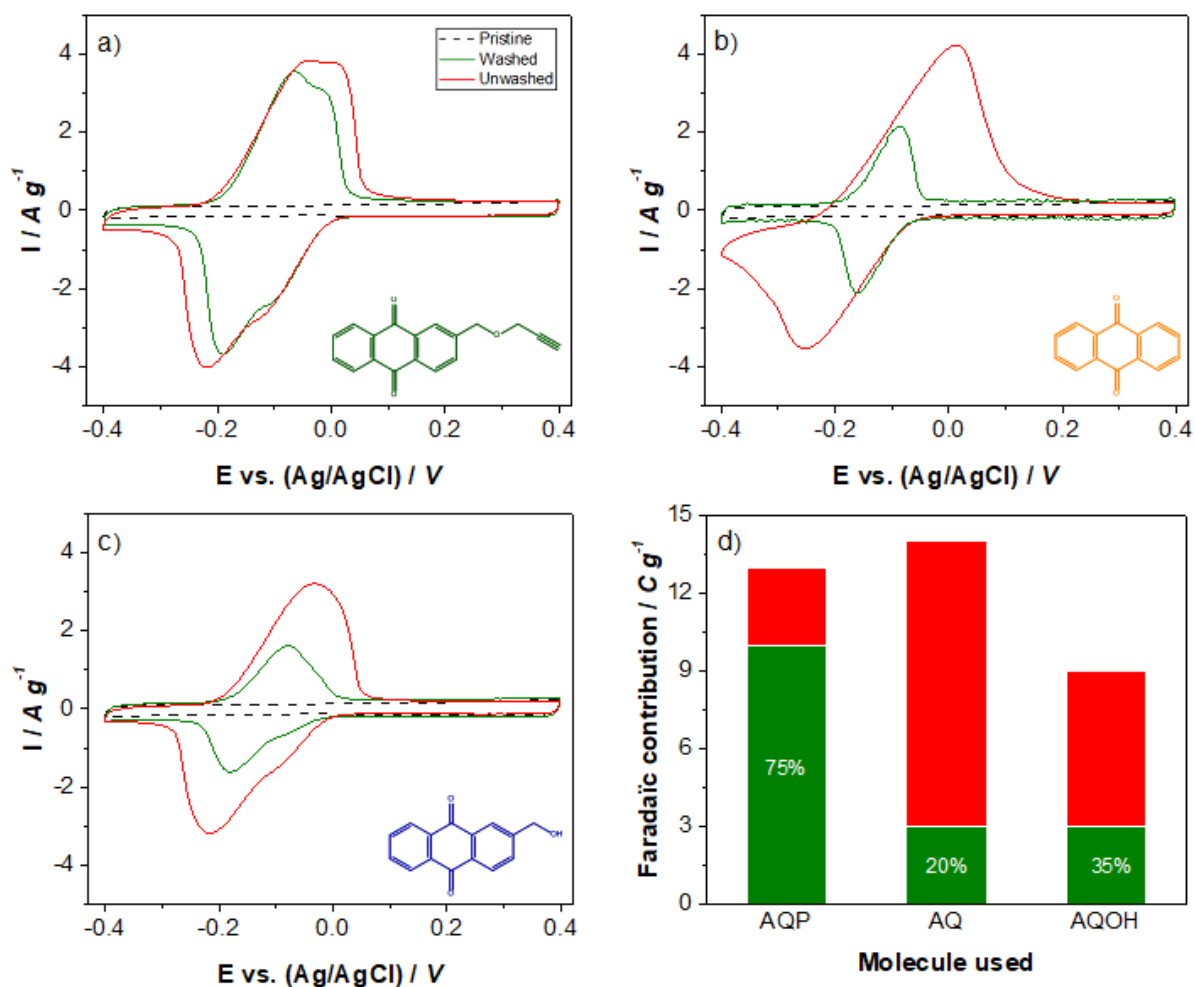 a)
Pristine
Washed
Unwashed
4
2
0
-2
-4
I / A g⁻¹
O
O
O
-0.4 -0.2 0.0 0.2 0.4
E vs. (Ag/AgCl) / V
b)
4
2
0
-2
-4
I / A g⁻¹
O
O
-0.4 -0.2 0.0 0.2 0.4
E vs. (Ag/AgCl) / V
c)
4
2
0
-2
-4
I / A g⁻¹
O
OH
O
-0.4 -0.2 0.0 0.2 0.4
E vs. (Ag/AgCl) / V
d)
15
12
9
6
3
0
Faradaïc contribution / C g⁻¹
75%
20%
35%
AQP AQ AQOH
Molecule used